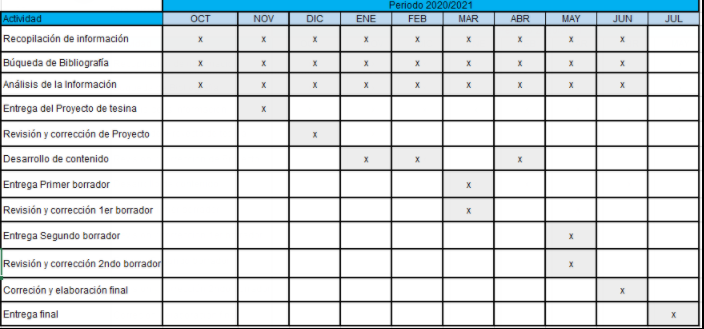 Periodo 2020/2021
Actividad OCT NOV DIC ENE FEB MAR ABR MAY JUN JUL
Recopilación de información x x x x x x x x x
Búqueda de Bibliografía x x x x x x x x x
Análisis de la Información x x x x x x x x x
Entrega del Proyecto de tesina x
Revisión y corrección de Proyecto x
Desarrollo de contenido x x x
Entrega Primer borrador x
Revisión y corrección 1er borrador x
Entrega Segundo borrador x
Revisión y corrección 2ndo borrador x
Correción y elaboración final x
Entrega final x